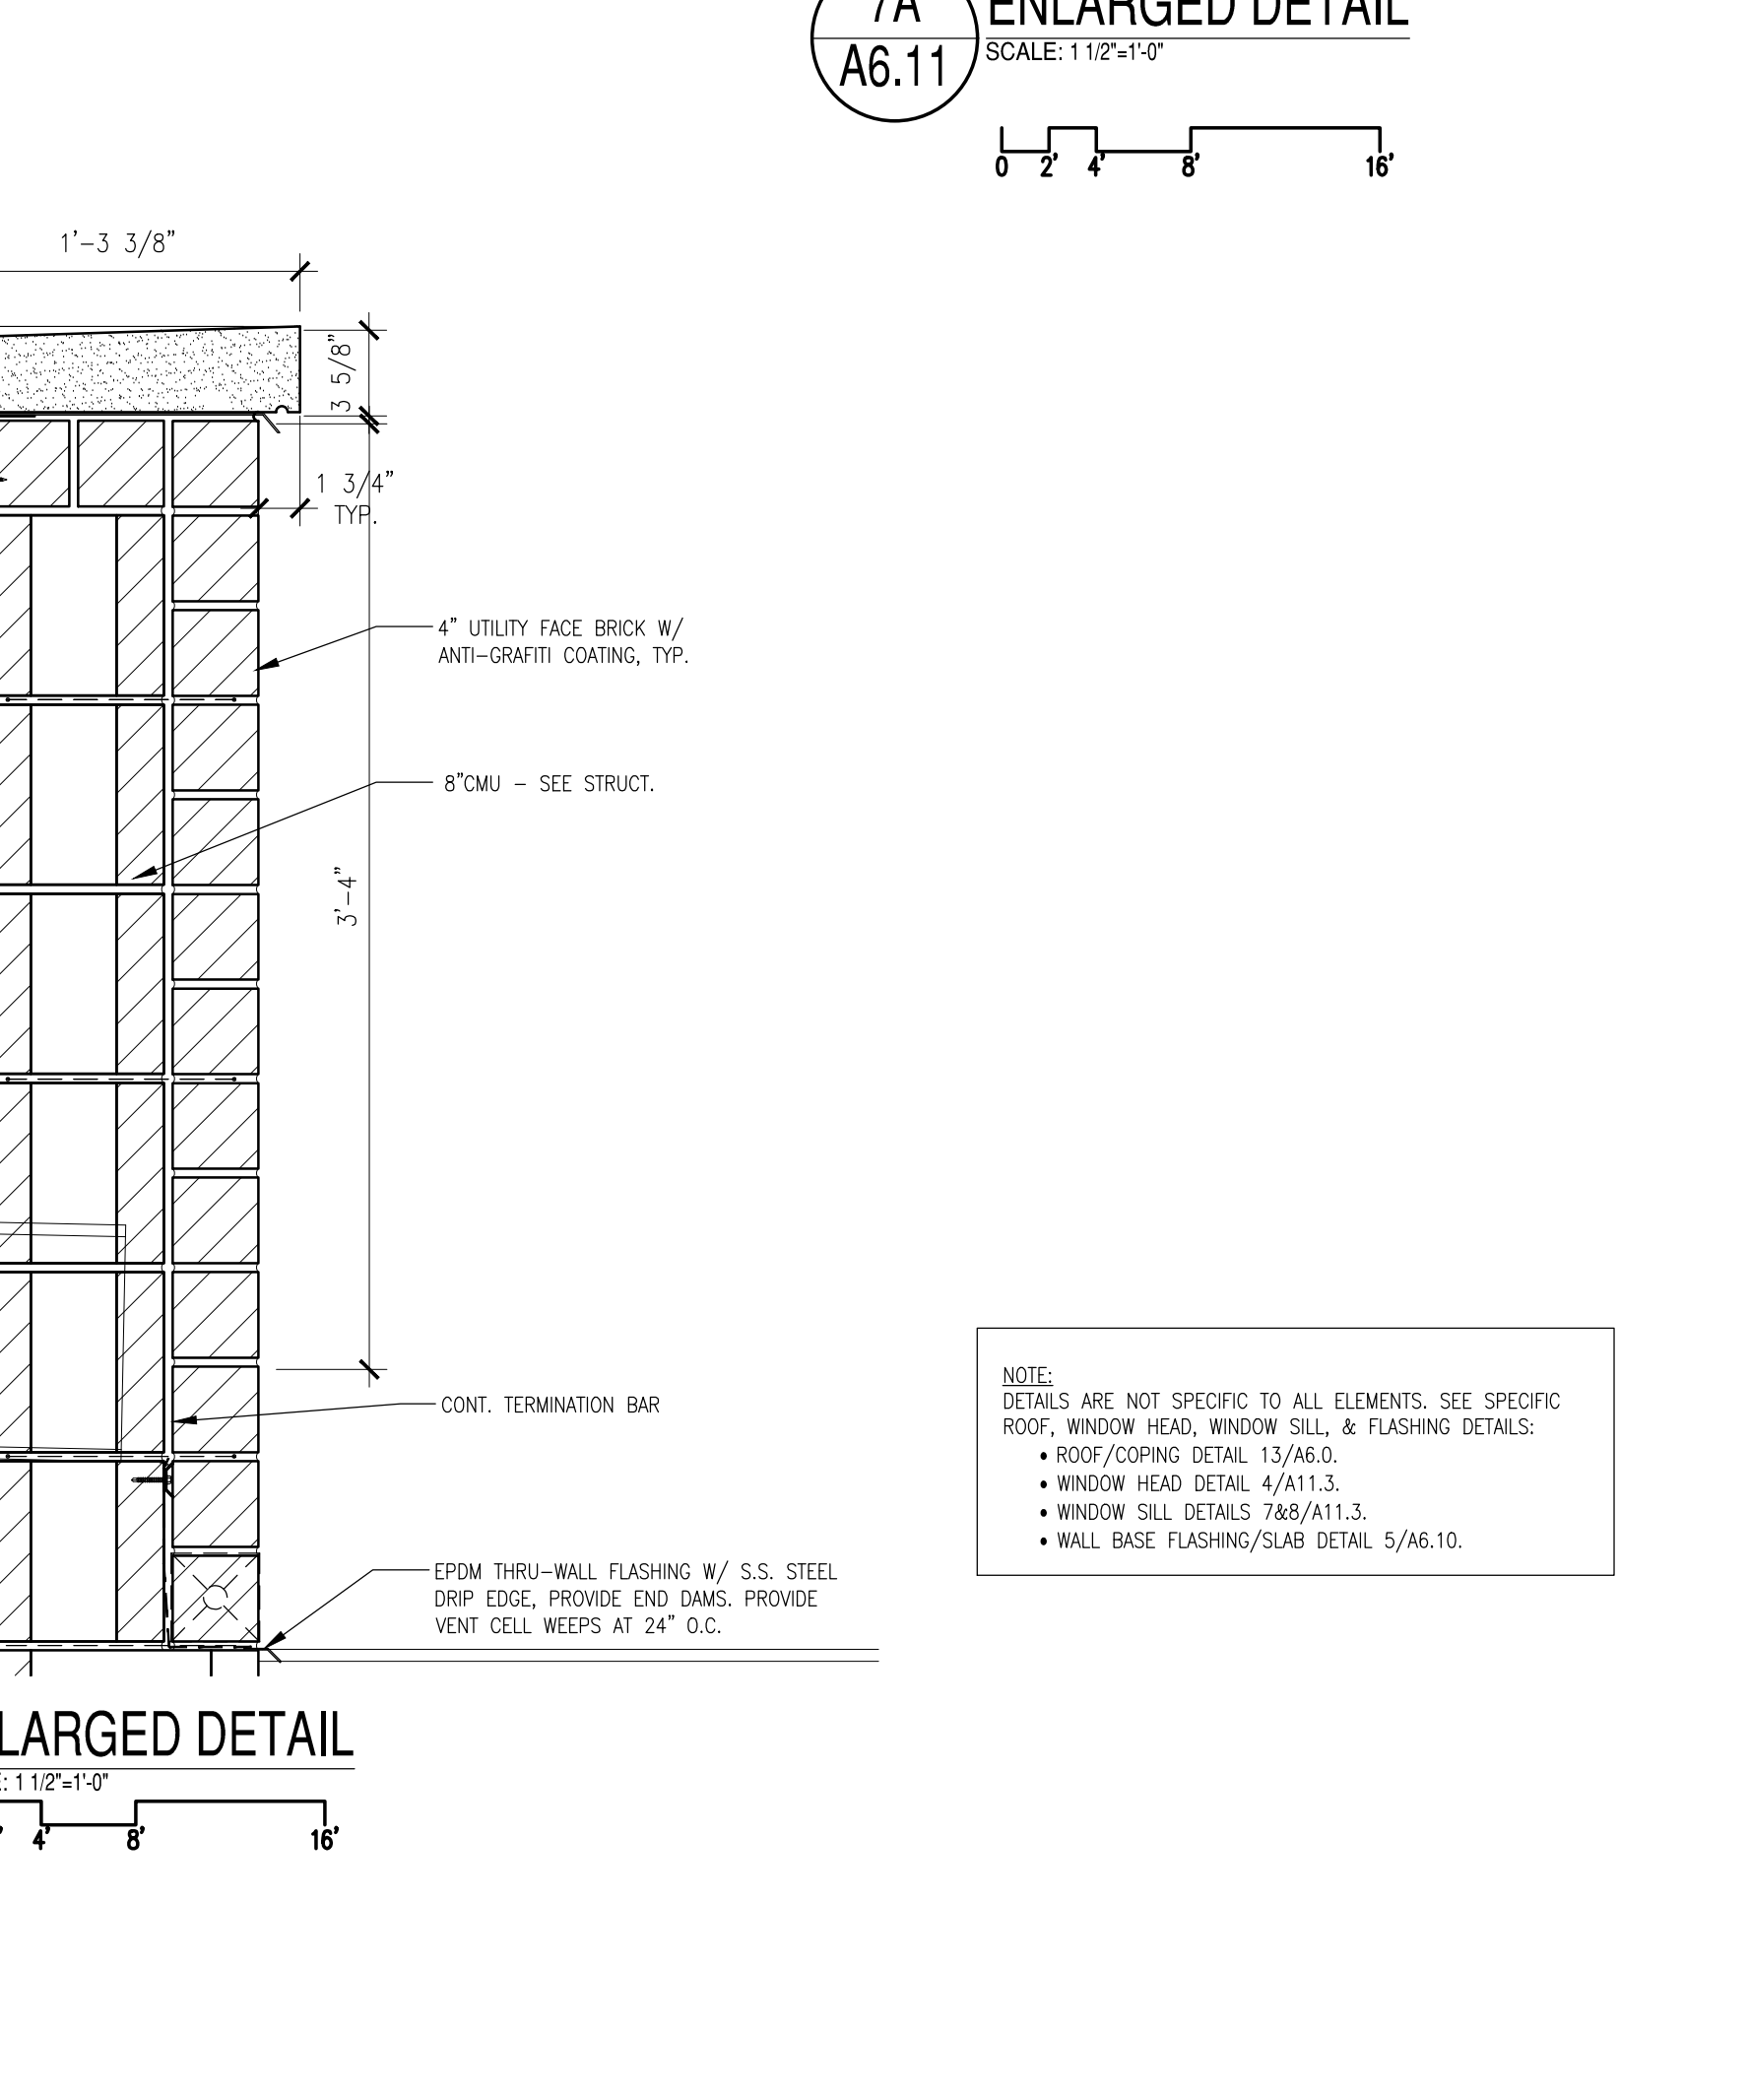 7A
ENLARGED DETAIL
A6.11
SCALE: 1 1/2"=1'-0"
0 2' 4' 8' 16'
1'-3 3/8"
3 5/8"
1 3/4"
TYP.
4" UTILITY FACE BRICK W/
ANTI-GRAFITI COATING, TYP.
8"CMU - SEE STRUCT.
3'-4"
CONT. TERMINATION BAR
EPDM THRU-WALL FLASHING W/ S.S. STEEL
DRIP EDGE, PROVIDE END DAMS. PROVIDE
VENT CELL WEEPS AT 24" O.C.
NOTE:
DETAILS ARE NOT SPECIFIC TO ALL ELEMENTS. SEE SPECIFIC
ROOF, WINDOW HEAD, WINDOW SILL, & FLASHING DETAILS:
• ROOF/COPING DETAIL 13/A6.0.
• WINDOW HEAD DETAIL 4/A11.3.
• WINDOW SILL DETAILS 7&8/A11.3.
• WALL BASE FLASHING/SLAB DETAIL 5/A6.10.
LARGED DETAIL
: 1 1/2"=1'-0"
4' 8' 16'